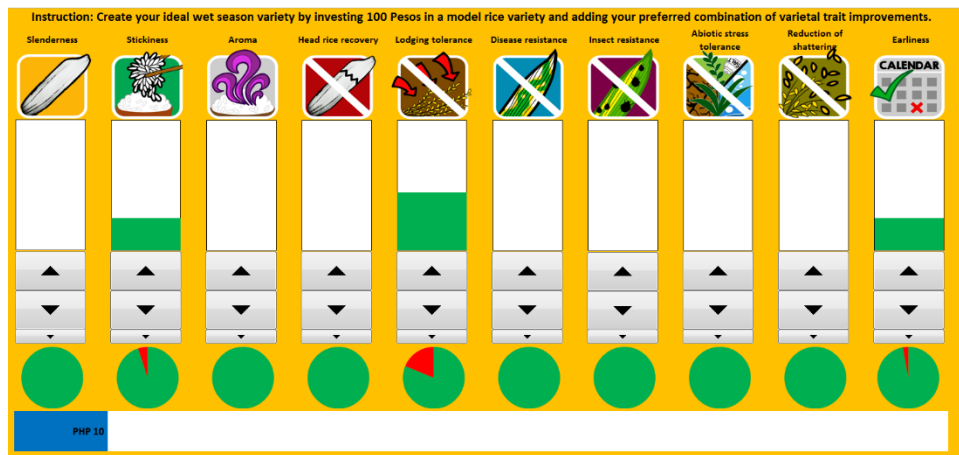 Instruction: Create your ideal wet season variety by investing 100 Pesos in a model rice variety and adding your preferred combination of varietal trait improvements.
Slenderness
Stickiness
Aroma
Head rice recovery
Lodging tolerance
Disease resistance
Insect resistance
Abiotic stress
tolerance
Reduction of
shattering
Earliness
CALENDAR
PHP 10